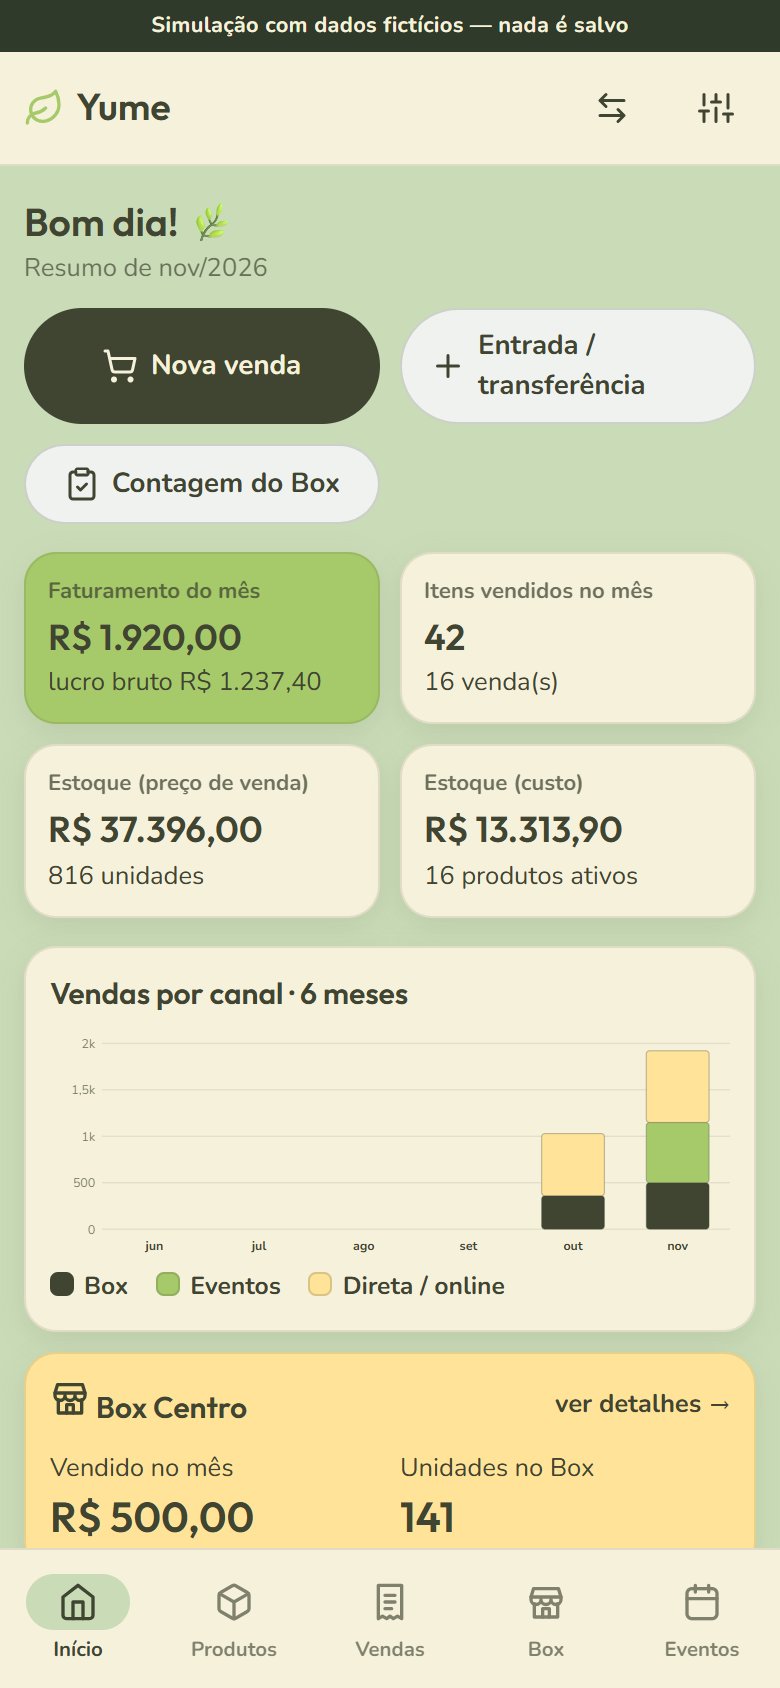 Simulação com dados fictícios — nada é salvo
Yume
Bom dia! 🌿
Resumo de nov/2026
Nova venda
Entrada /
transferência
Contagem do Box
Faturamento do mês
R$ 1.920,00
lucro bruto R$ 1.237,40
Itens vendidos no mês
42
16 venda(s)
Estoque (preço de venda)
R$ 37.396,00
816 unidades
Estoque (custo)
R$ 13.313,90
16 produtos ativos
Vendas por canal · 6 meses
2k
1,5k
1k
500
0
jun jul ago set out nov
Box Eventos Direta / online
Box Centro
ver detalhes →
Vendido no mês
R$ 500,00
Unidades no Box
141
Início Produtos Vendas Box Eventos